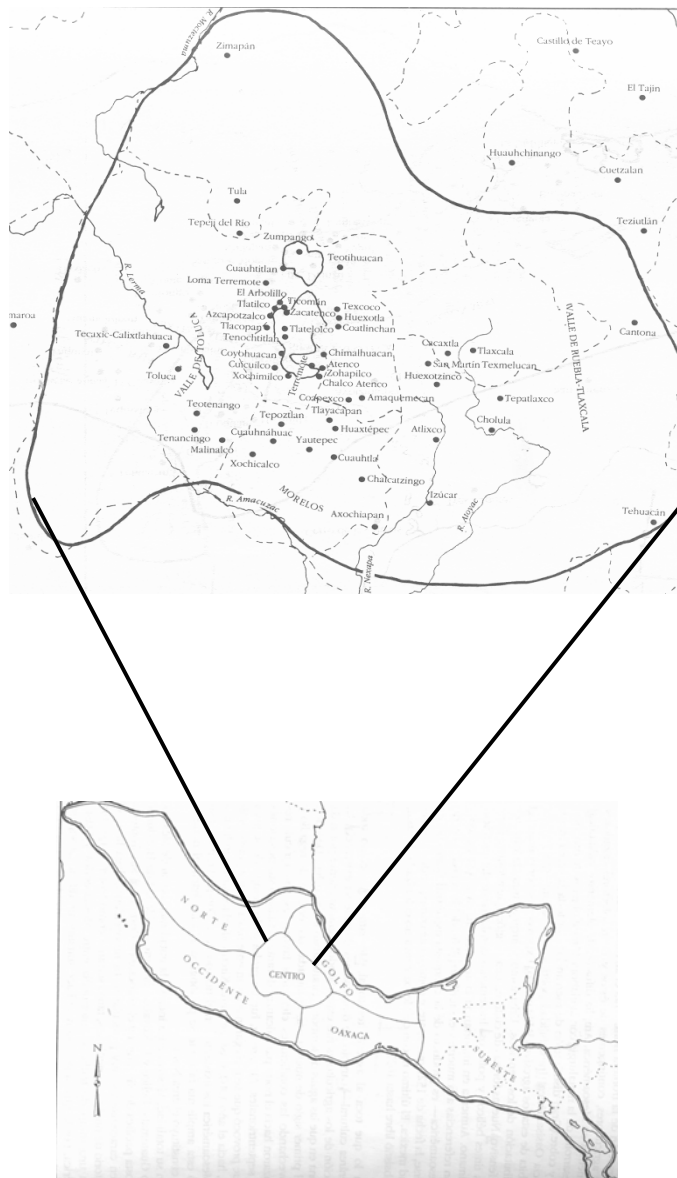 R. Moctezuma
Zimapán
Castillo de Teayo
El Tajín
Huauhchinango
Cuetzalan
Tula
Teziutlán
Tepeji del Río
Zumpango
Cuauhtitlan
Teotihuacan
R. Lerma
Loma Terremote
El Arbolillo
Ticomán
Tlatilco
Texcoco
Zacatenco
Azcapotzalco
Huexotla
maroa
Tlacopan
Tlatelolco
Coatlinchan
Cantona
Tenochtitlan
Tecaxic-Calixtlahuaca
VALLE DE TOLUCA
Cacaxtla
Tlaxcala
Coyohuacan
Chimalhuacan
VALLE DE PUEBLA-TLAXCALA
Cuicuilco
Terremote
Atenco
San Martín Texmelucan
Toluca
Xochimilco
Zohapilco
Huexotzinco
Chalco Atenco
Coapexco
Amaquemecan
Tepatlaxco
Teotenango
Tlayacapan
Tepoztlan
Cholula
Tenancingo
Cuauhnáhuac
Huaxtépec
Atlixco
Malinalco
Yautepec
Xochicalco
Cuauhtla
Chalcatzingo
R. Amacuzac
MORELOS
Izúcar
R. Atoyac
Axochiapan
Tehuacán
R. Nexapa
NORTE
GOLFO
OCCIDENTE
CENTRO
OAXACA
SURESTE
N